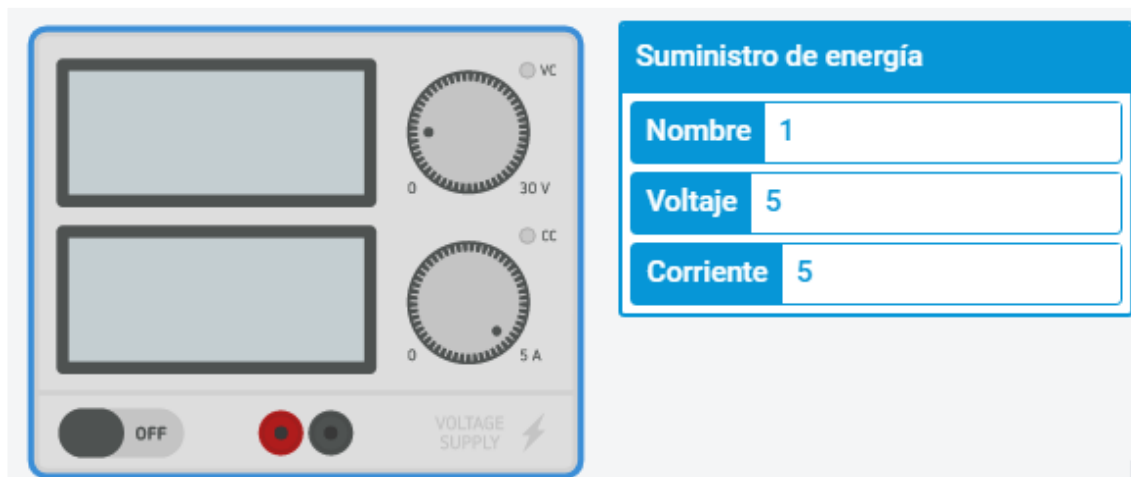 VC
0
30 V
CC
0
5 A
OFF
VOLTAGE
SUPPLY
Suministro de energía
Nombre 1
Voltaje 5
Corriente 5